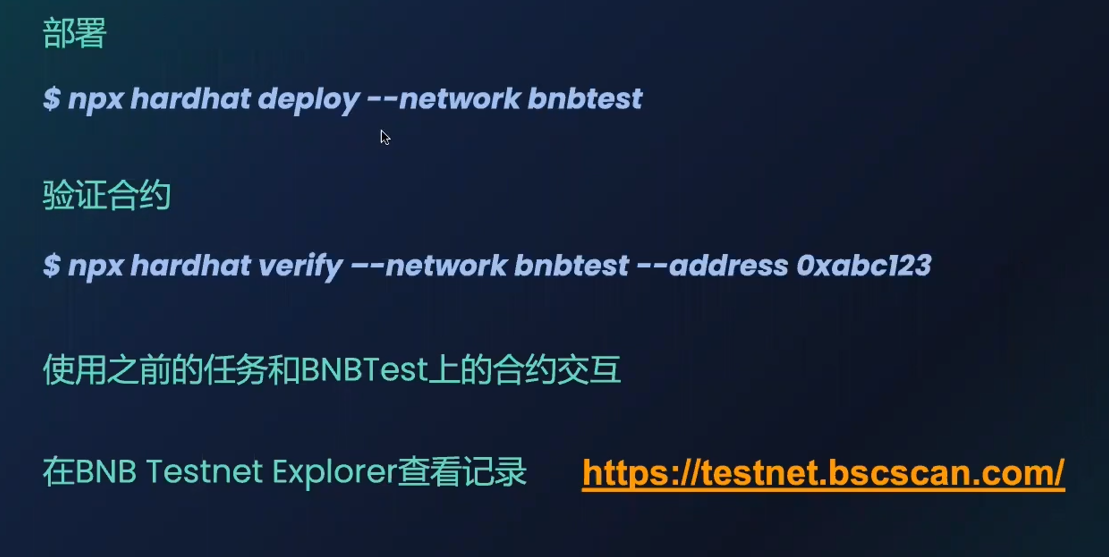 部署
$ npx hardhat deploy --network bnbtest
验证合约
$ npx hardhat verify --network bnbtest --address 0xabc123
使用之前的任务和BNBTest上的合约交互
在BNB Testnet Explorer查看记录 https://testnet.bscscan.com/